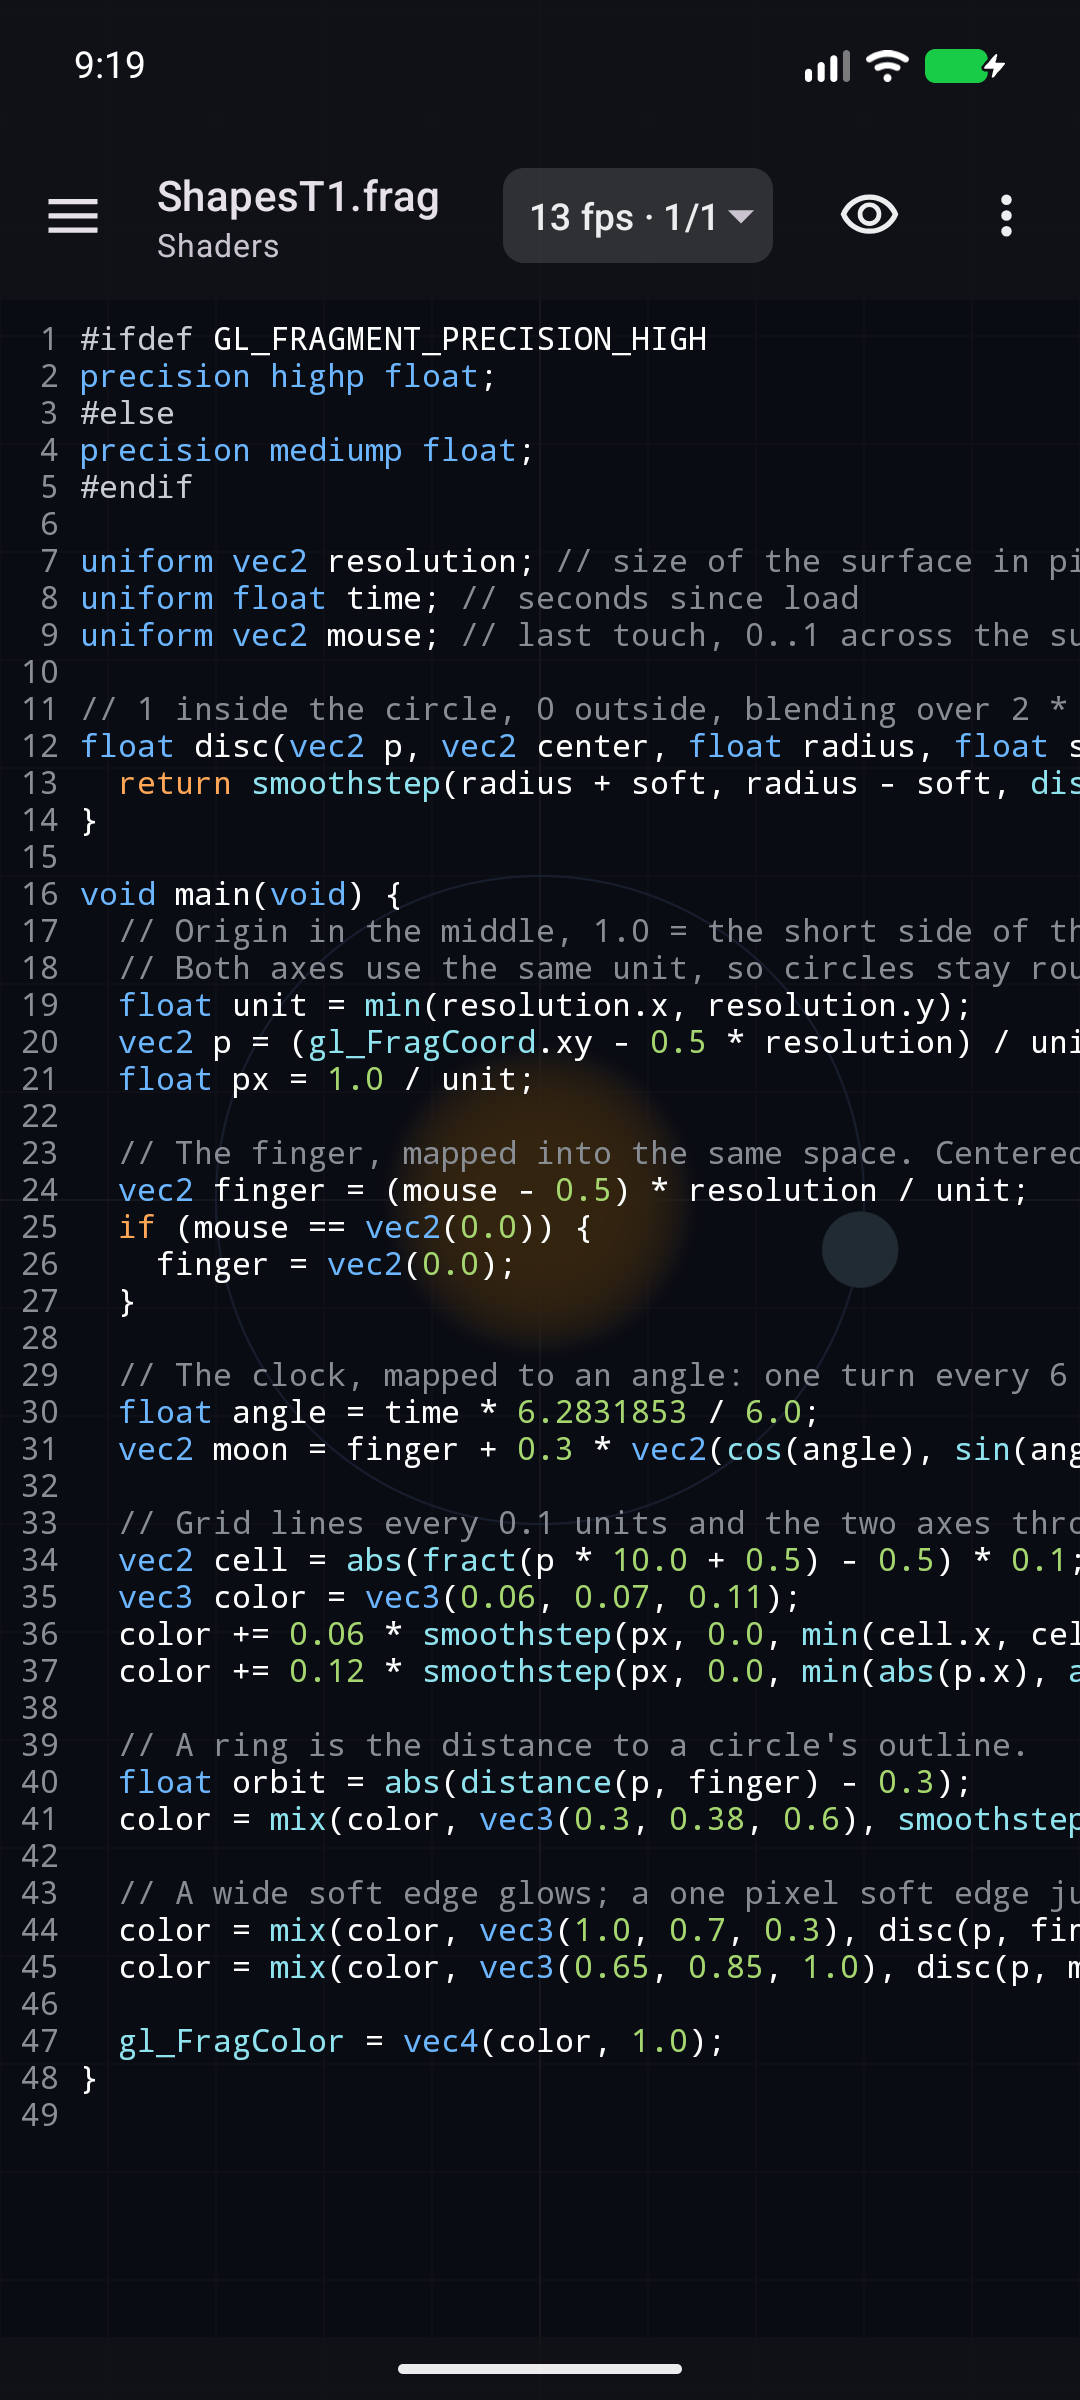 9:19
ShapesT1.frag
Shaders
13 fps · 1/1
1 #ifdef GL_FRAGMENT_PRECISION_HIGH
2 precision highp float;
3 #else
4 precision mediump float;
5 #endif
6
7 uniform vec2 resolution; // size of the surface in pi
8 uniform float time; // seconds since load
9 uniform vec2 mouse; // last touch, 0..1 across the su
10
11 // 1 inside the circle, 0 outside, blending over 2 *
12 float disc(vec2 p, vec2 center, float radius, float s
13   return smoothstep(radius + soft, radius - soft, dis
14 }
15
16 void main(void) {
17   // Origin in the middle, 1.0 = the short side of th
18   // Both axes use the same unit, so circles stay rou
19   float unit = min(resolution.x, resolution.y);
20   vec2 p = (gl_FragCoord.xy - 0.5 * resolution) / uni
21   float px = 1.0 / unit;
22
23   // The finger, mapped into the same space. Centered
24   vec2 finger = (mouse - 0.5) * resolution / unit;
25   if (mouse == vec2(0.0)) {
26     finger = vec2(0.0);
27   }
28
29   // The clock, mapped to an angle: one turn every 6
30   float angle = time * 6.2831853 / 6.0;
31   vec2 moon = finger + 0.3 * vec2(cos(angle), sin(ang
32
33   // Grid lines every 0.1 units and the two axes thro
34   vec2 cell = abs(fract(p * 10.0 + 0.5) - 0.5) * 0.1;
35   vec3 color = vec3(0.06, 0.07, 0.11);
36   color += 0.06 * smoothstep(px, 0.0, min(cell.x, cel
37   color += 0.12 * smoothstep(px, 0.0, min(abs(p.x), a
38
39   // A ring is the distance to a circle's outline.
40   float orbit = abs(distance(p, finger) - 0.3);
41   color = mix(color, vec3(0.3, 0.38, 0.6), smoothstep
42
43   // A wide soft edge glows; a one pixel soft edge ju
44   color = mix(color, vec3(1.0, 0.7, 0.3), disc(p, fin
45   color = mix(color, vec3(0.65, 0.85, 1.0), disc(p, m
46
47   gl_FragColor = vec4(color, 1.0);
48 }
49